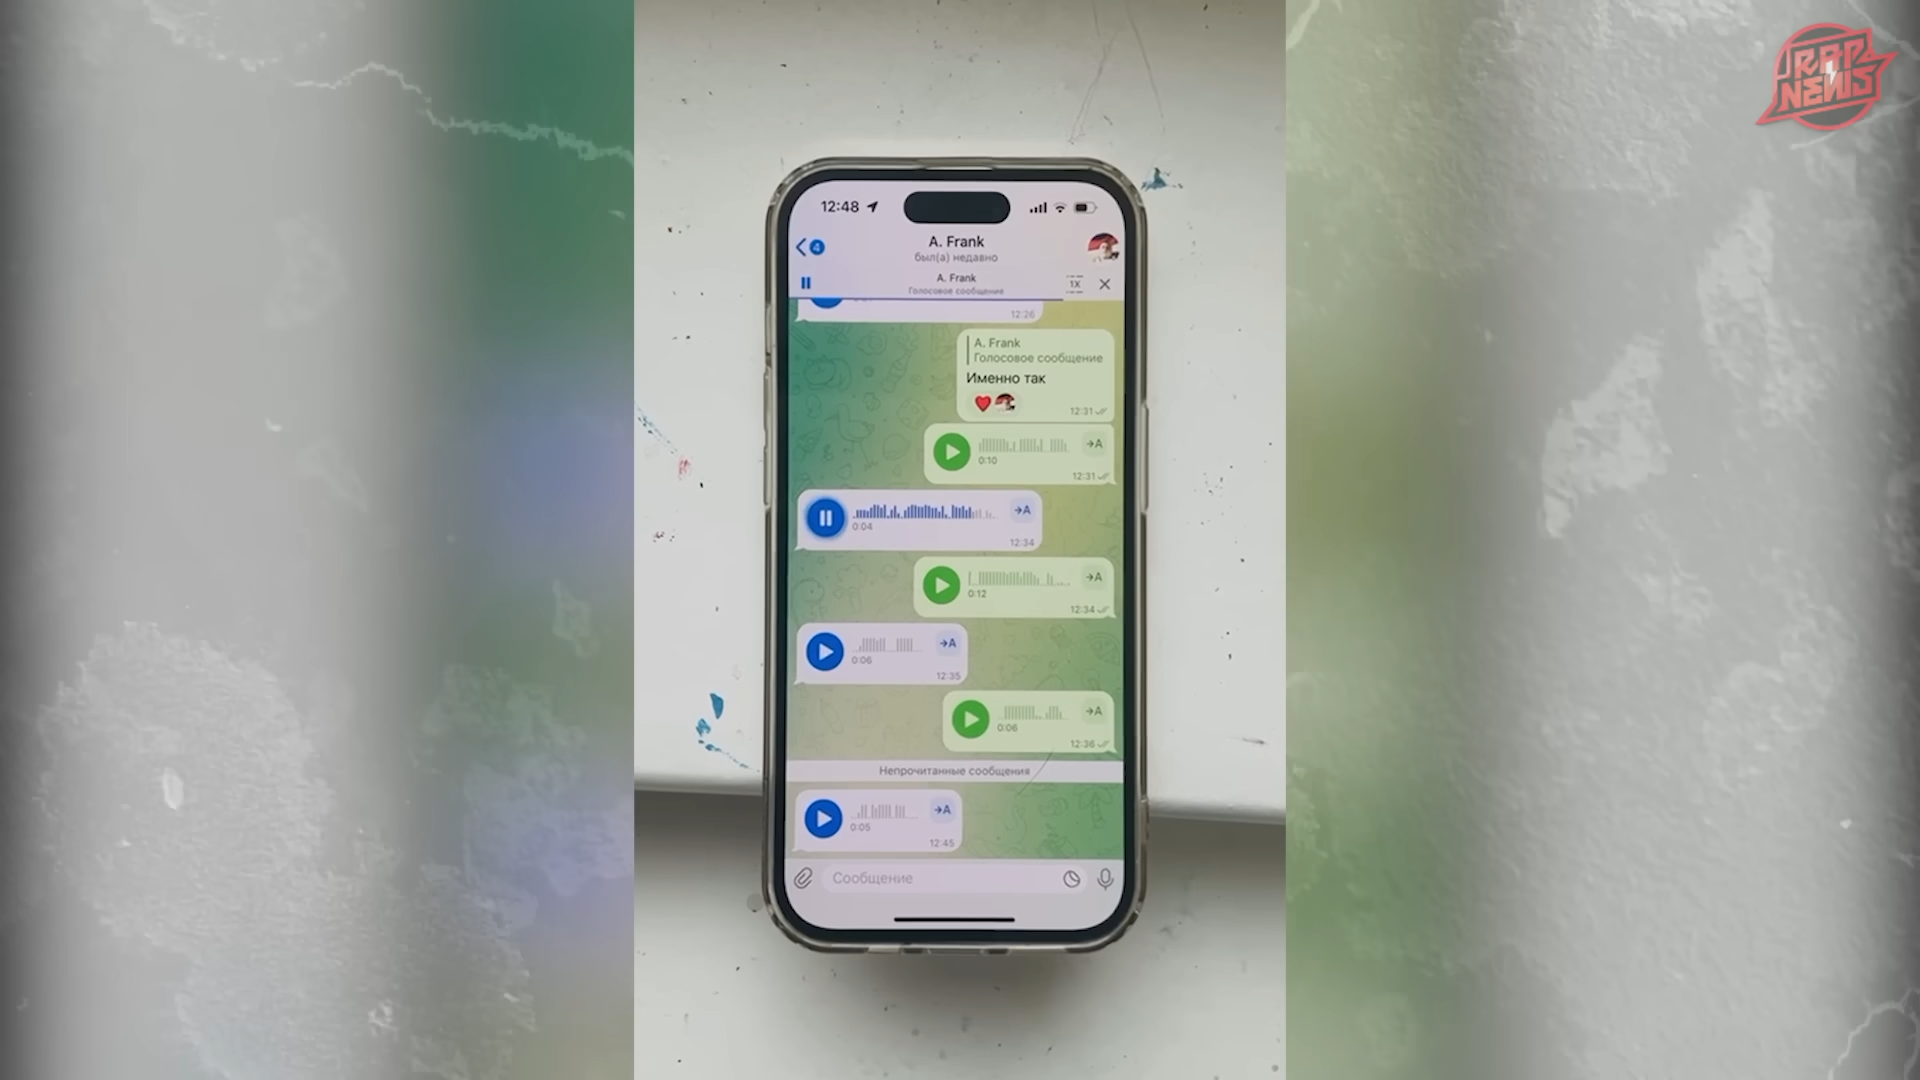 RAP
NEWS
12:48
4
A. Frank
был(а) недавно
A. Frank
Голосовое сообщение
1X
12:26
A. Frank
Голосовое сообщение
Именно так
12:31
0:10
→A
12:31
0:04
→A
12:34
0:12
→A
12:34
0:06
→A
12:35
0:06
→A
12:36
Непрочитанные сообщения
0:05
→A
12:45
Сообщение